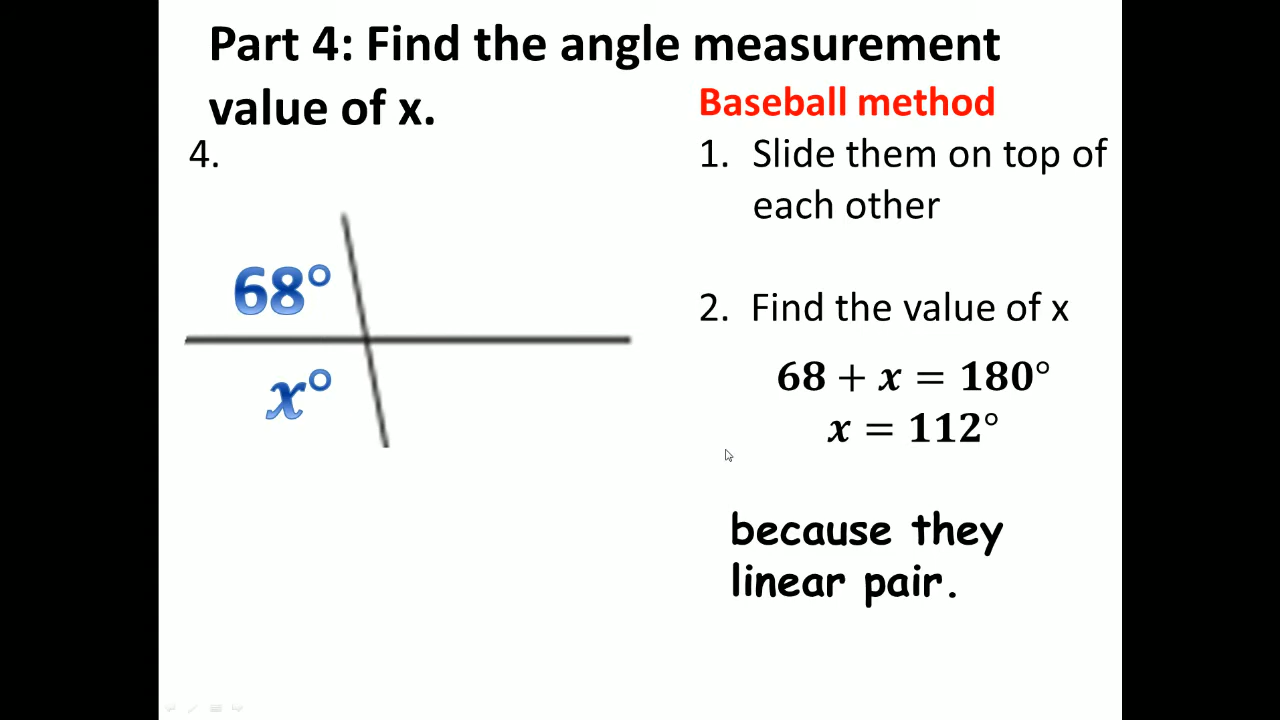 Part 4: Find the angle measurement
value of x.
Baseball method
4.
68°
x°
1. Slide them on top of
each other
2. Find the value of x
68 + x = 180°
x = 112°
because they
linear pair.